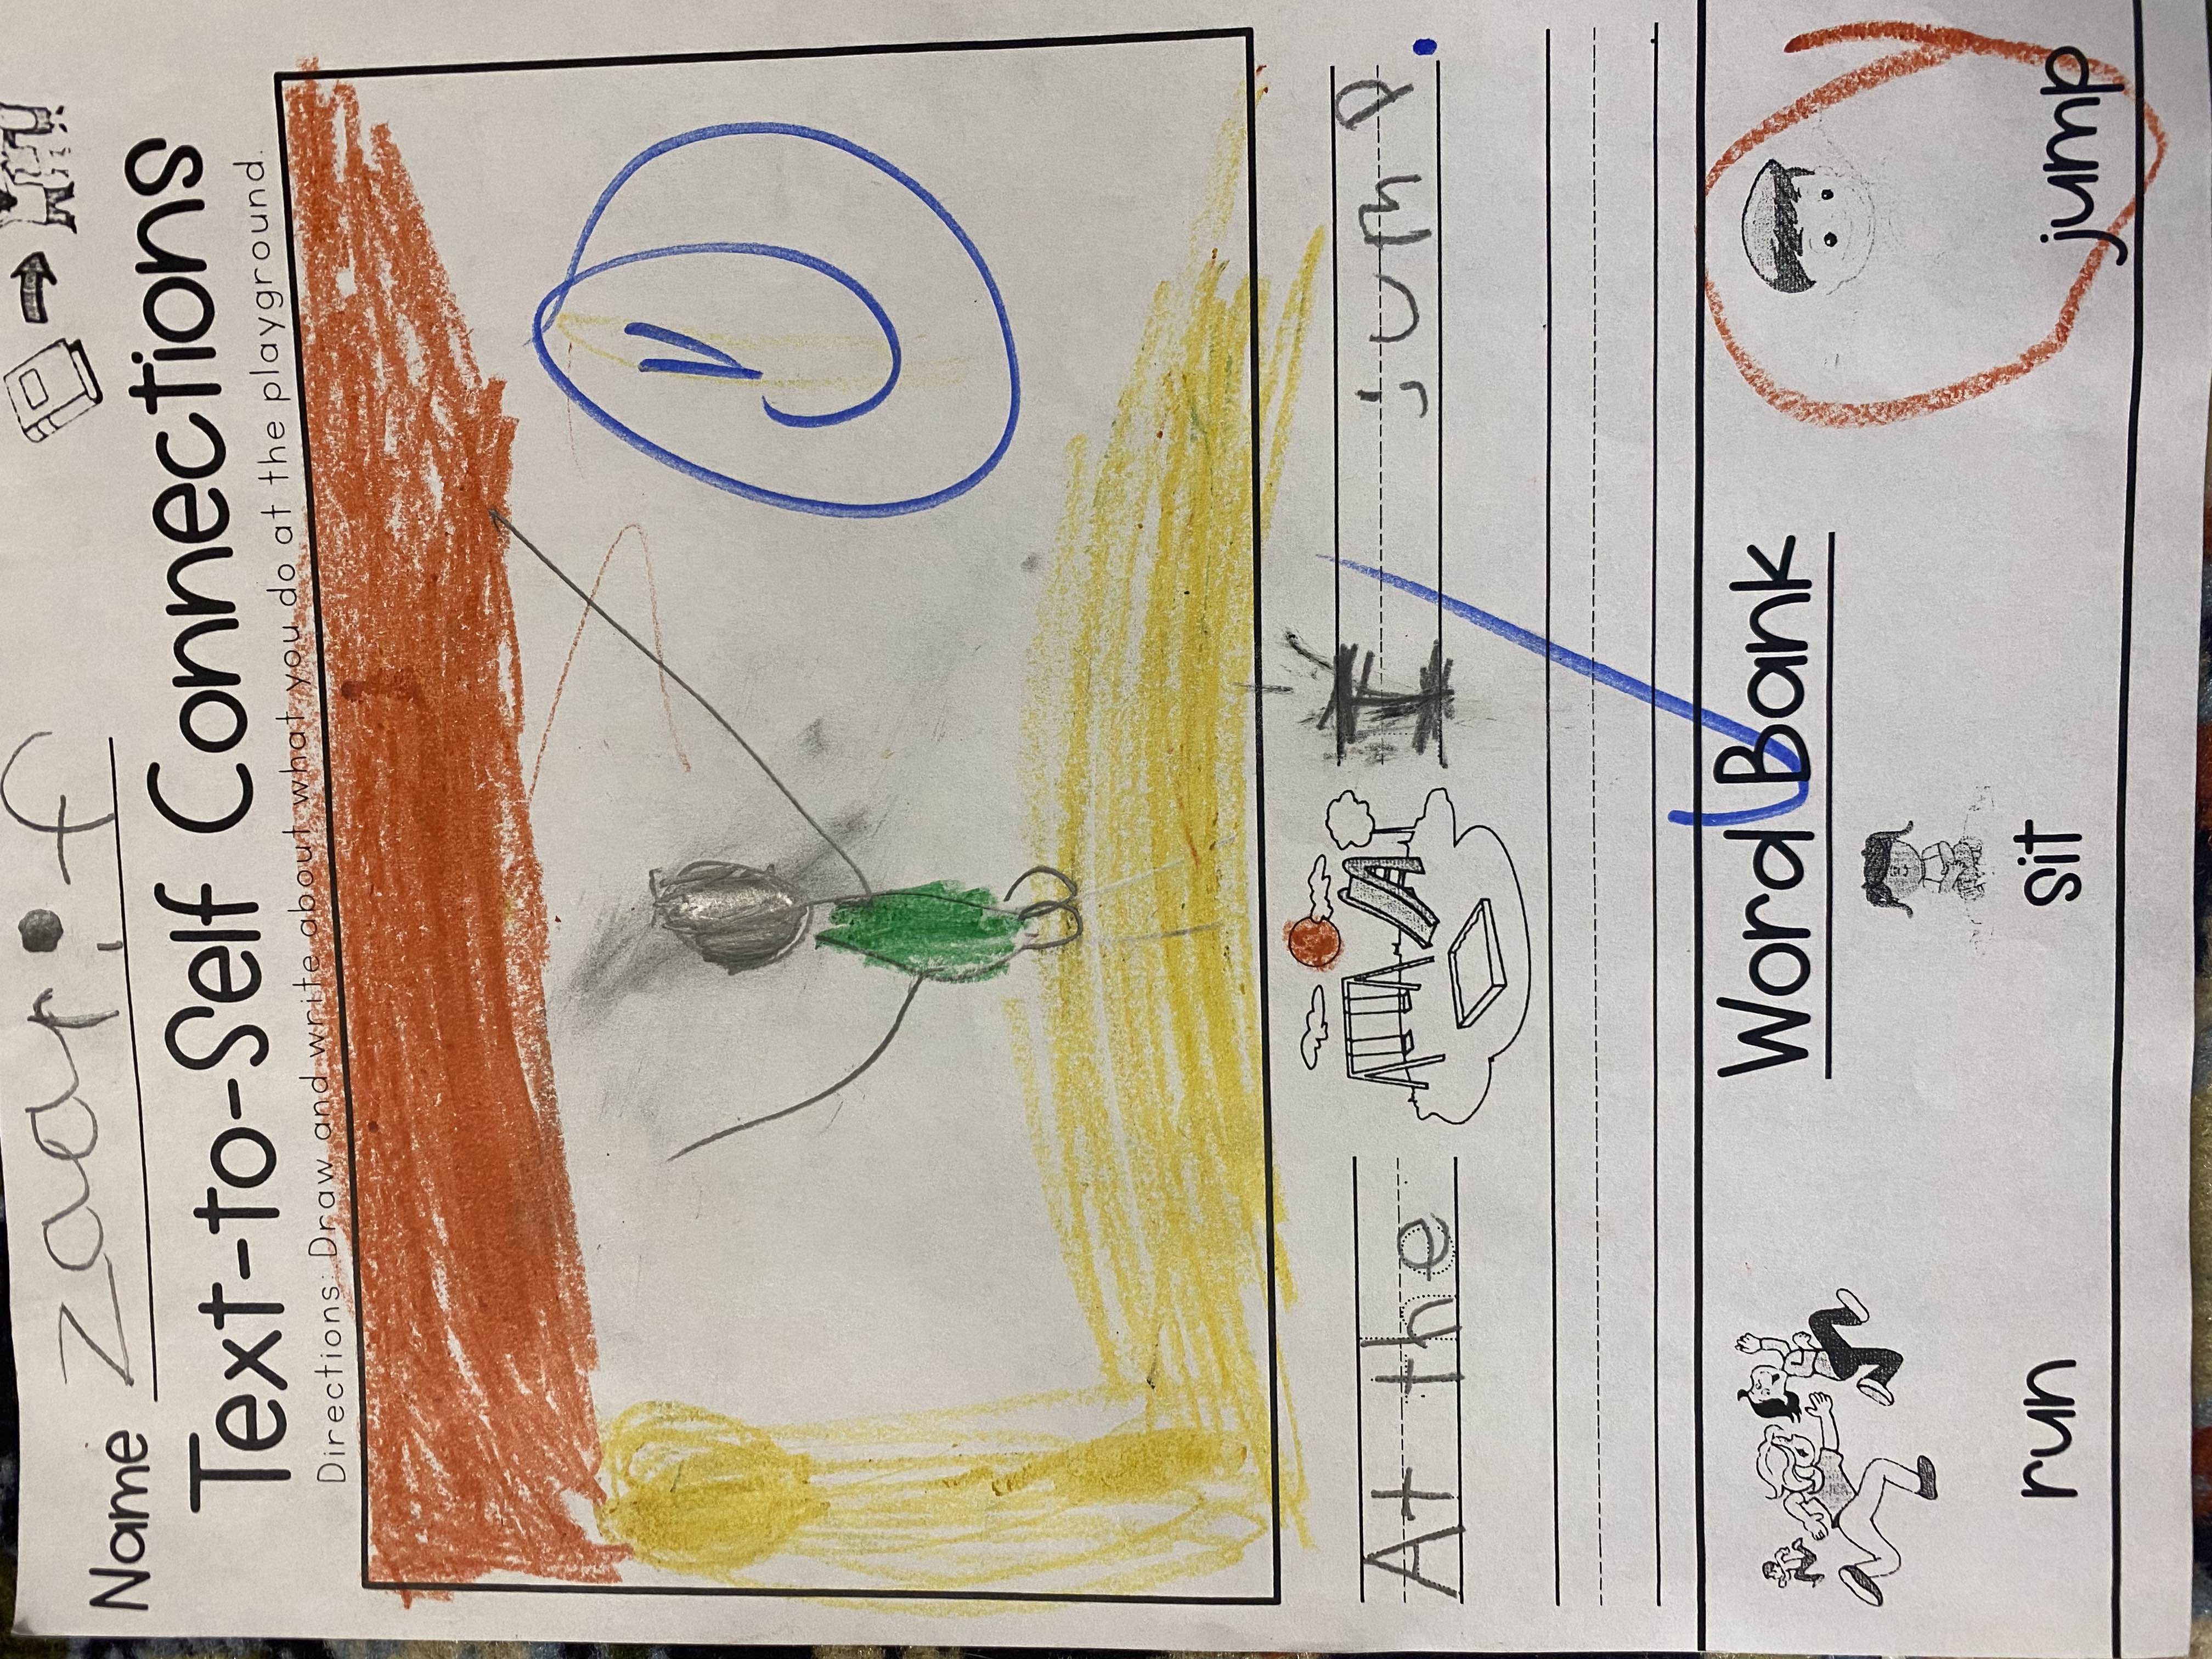 Name zaarif
Text-to-Self Connections
Directions: Draw and write about what you do at the playground.
At the I jump.
Word Bank
run sit jump